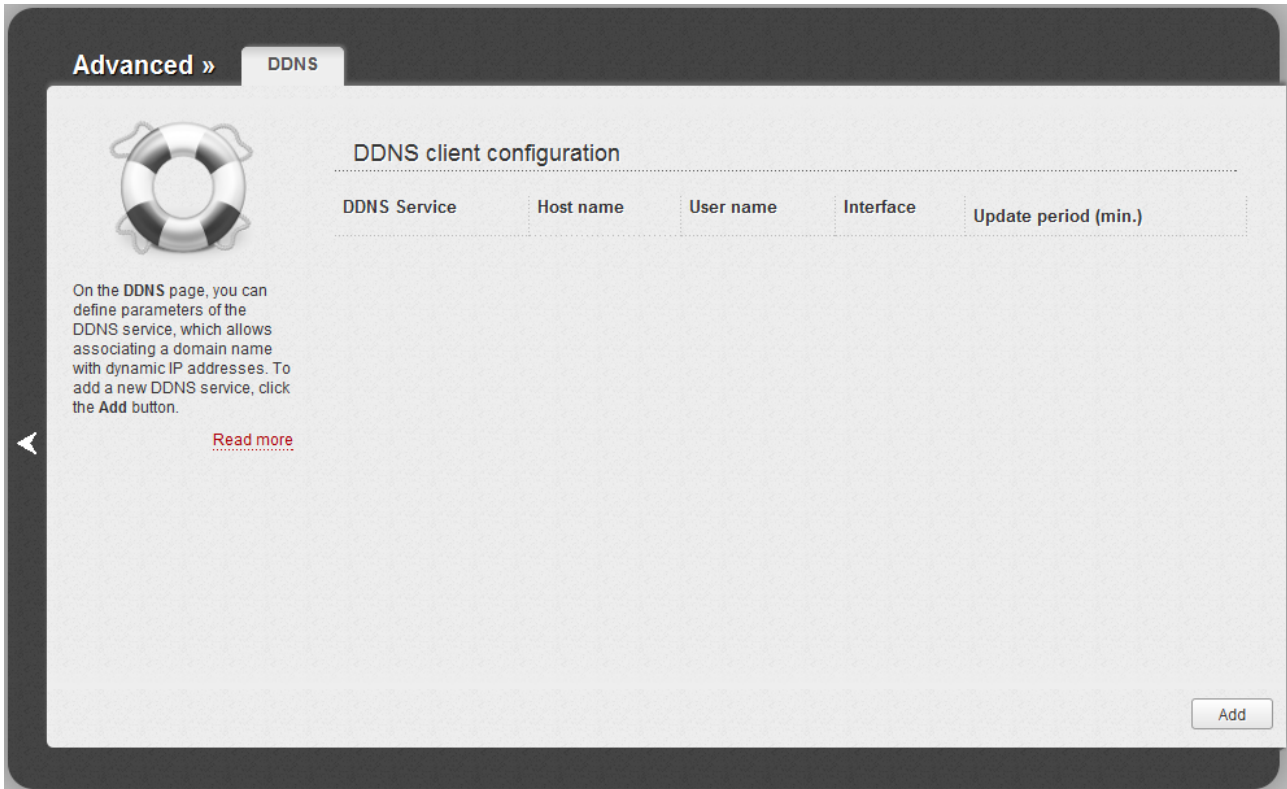 Advanced »
DDNS
On the DDNS page, you can
define parameters of the
DDNS service, which allows
associating a domain name
with dynamic IP addresses. To
add a new DDNS service, click
the Add button.
Read more
DDNS client configuration
DDNS Service
Host name
User name
Interface
Update period (min.)
Add